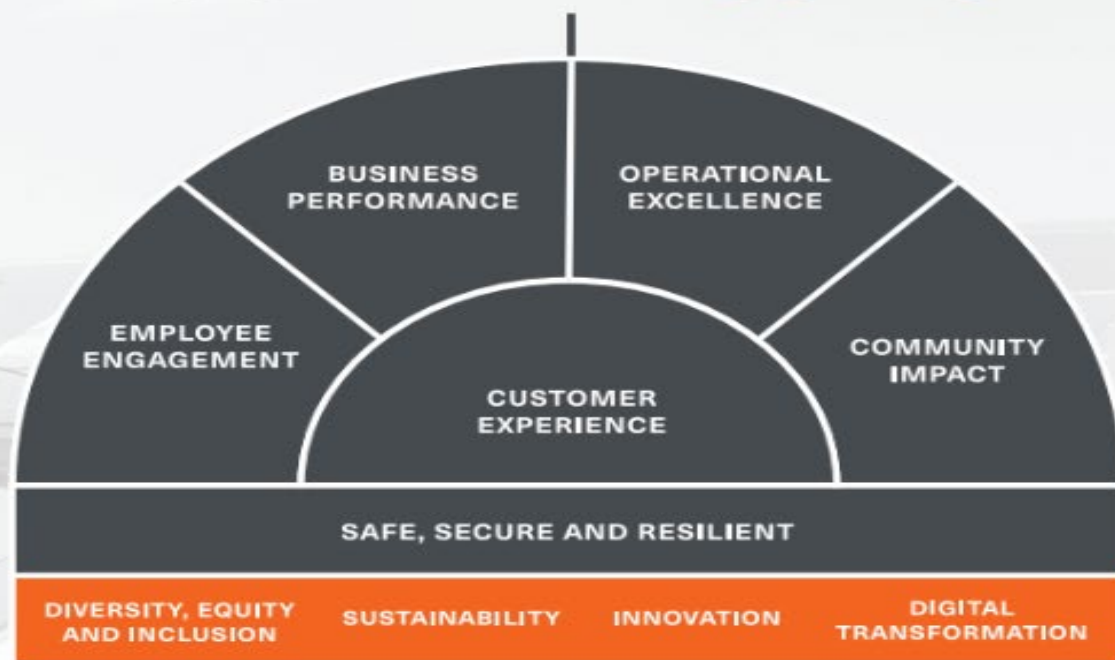 BUSINESS
PERFORMANCE
OPERATIONAL
EXCELLENCE
EMPLOYEE
ENGAGEMENT
COMMUNITY
IMPACT
CUSTOMER
EXPERIENCE
SAFE, SECURE AND RESILIENT
DIVERSITY, EQUITY
AND INCLUSION
SUSTAINABILITY
INNOVATION
DIGITAL
TRANSFORMATION